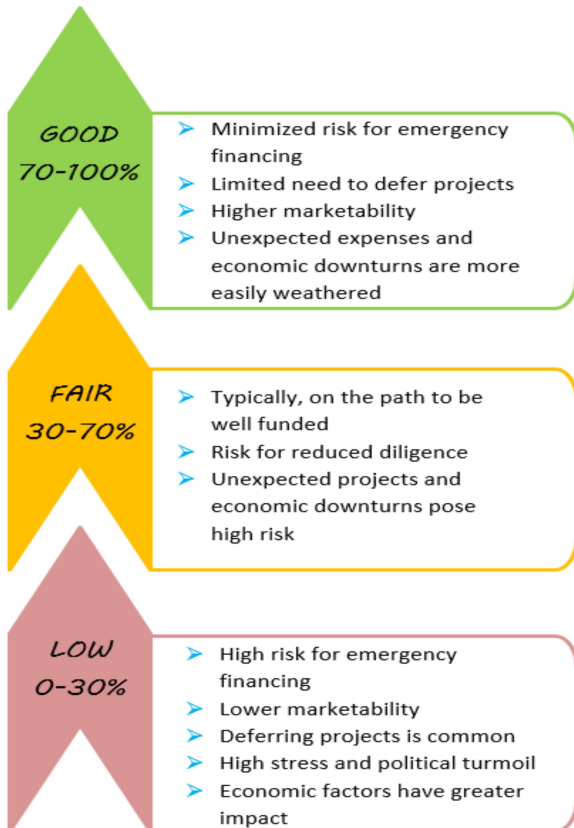 GOOD
70-100%
➢ Minimized risk for emergency
financing
➢ Limited need to defer projects
➢ Higher marketability
➢ Unexpected expenses and
economic downturns are more
easily weathered
FAIR
30-70%
➢ Typically, on the path to be
well funded
➢ Risk for reduced diligence
➢ Unexpected projects and
economic downturns pose
high risk
LOW
0-30%
➢ High risk for emergency
financing
➢ Lower marketability
➢ Deferring projects is common
➢ High stress and political turmoil
➢ Economic factors have greater
impact